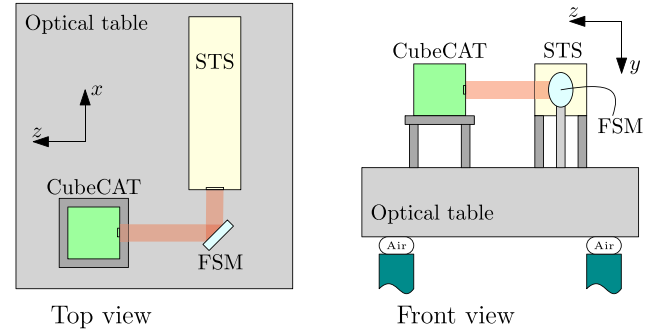 Optical table
STS
x
z
CubeCAT
FSM
Top view
z
CubeCAT
STS
y
FSM
Optical table
Air
Air
Front view